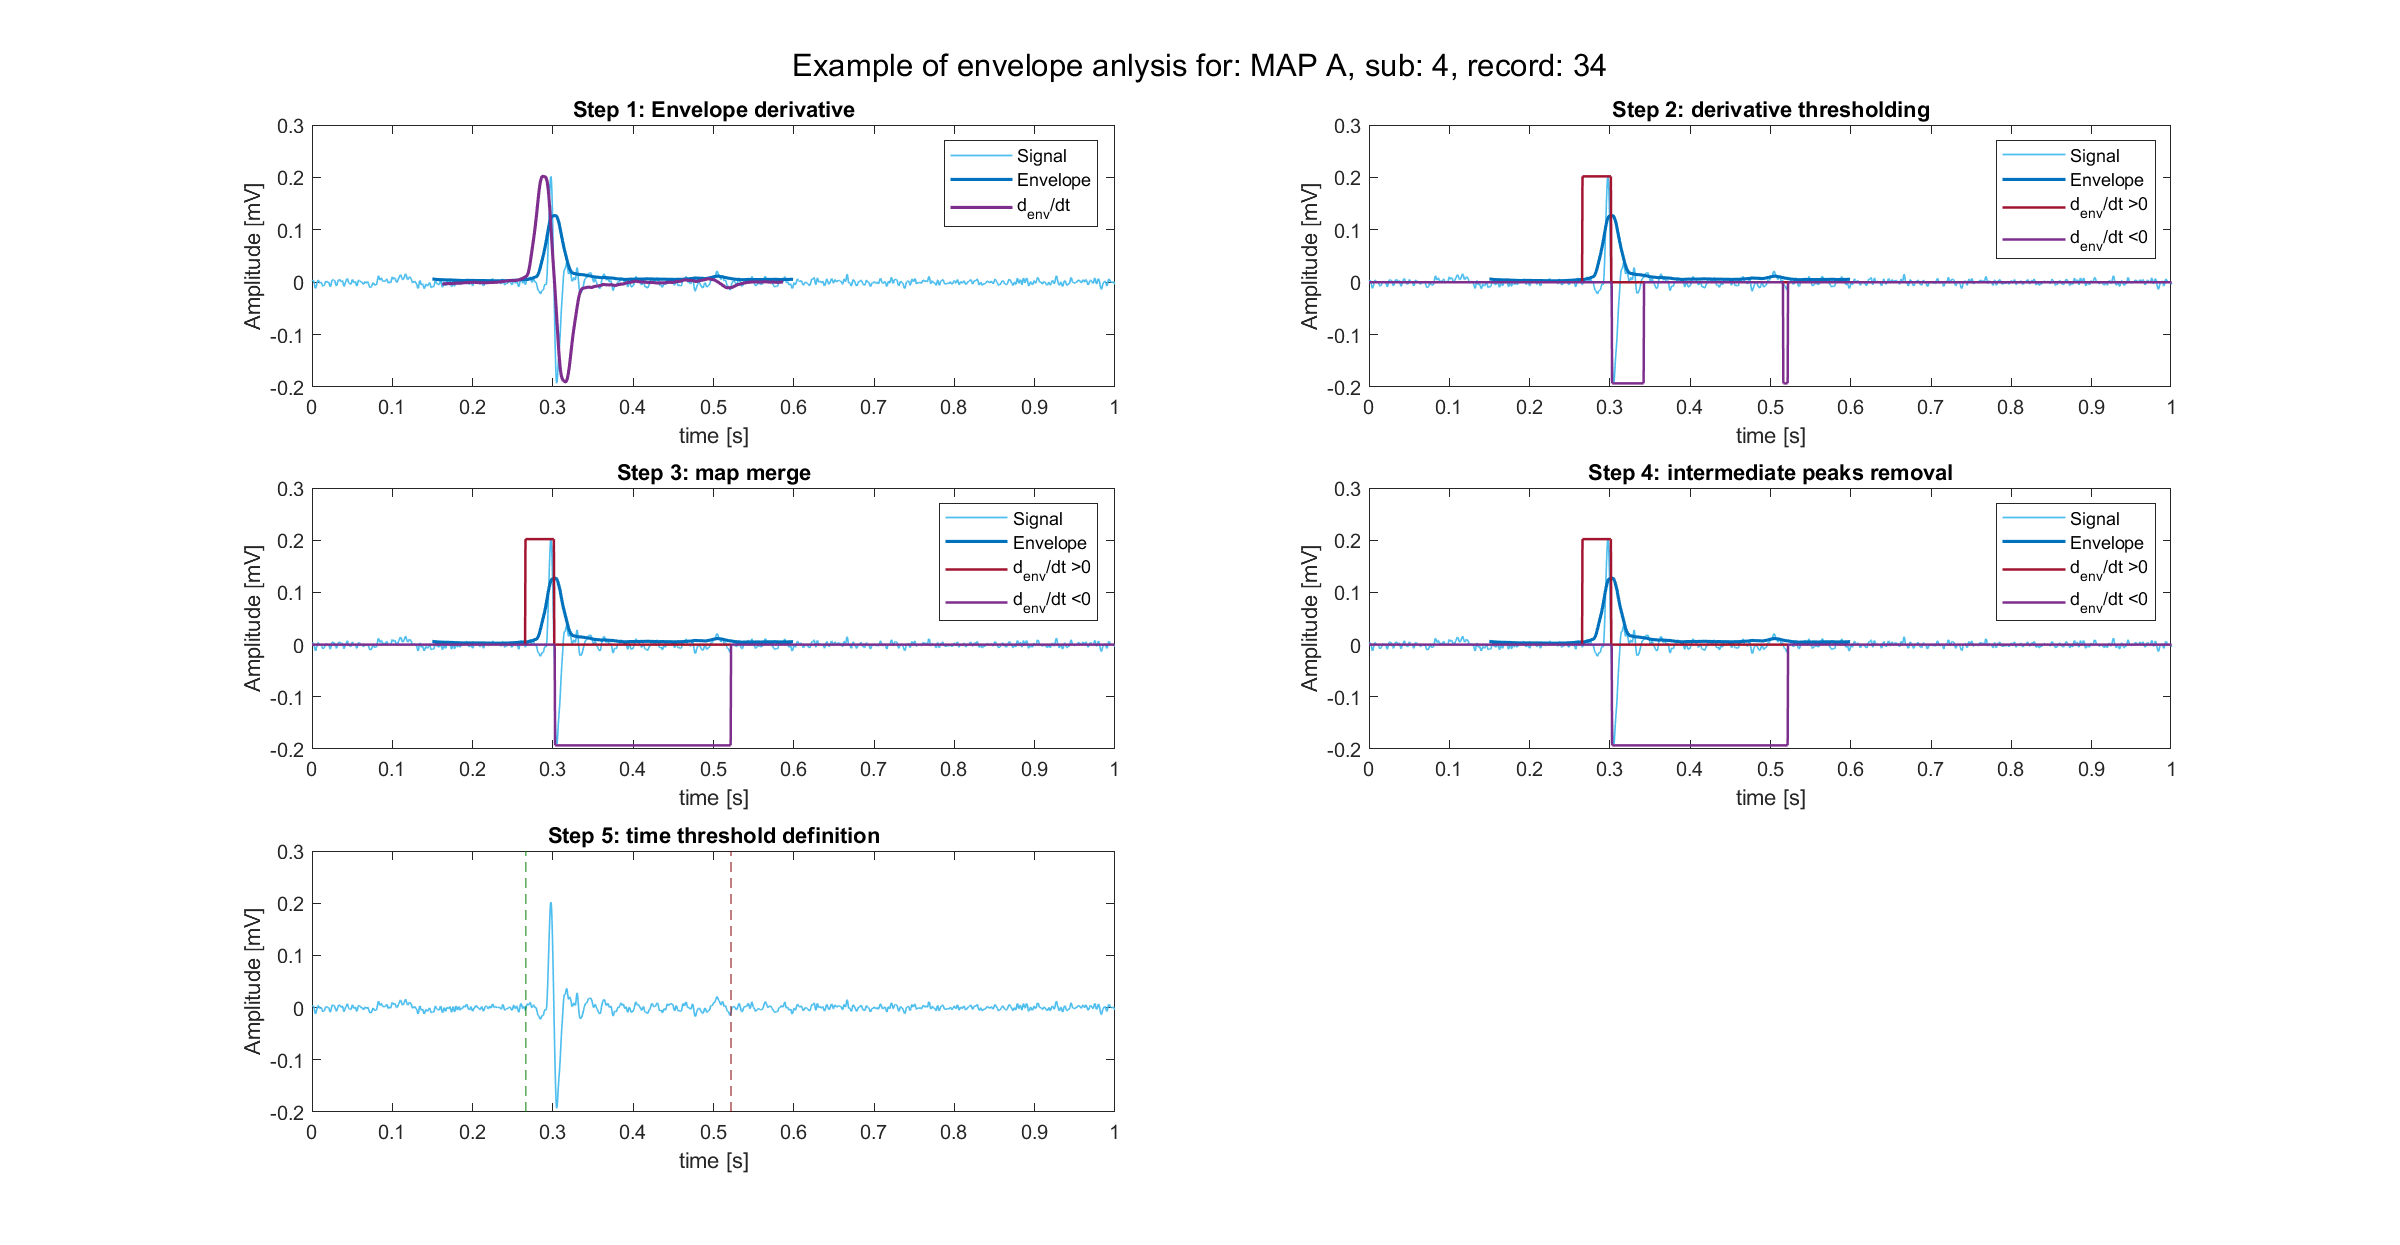 Example of envelope anlysis for: MAP A, sub: 4, record: 34
Step 1: Envelope derivative
0.3
0.2
0.1
0
-0.1
-0.2
Amplitude [mV]
0 0.1 0.2 0.3 0.4 0.5 0.6 0.7 0.8 0.9 1
time [s]
Signal
Envelope
d_env/dt
Step 2: derivative thresholding
0.3
0.2
0.1
0
-0.1
-0.2
Amplitude [mV]
0 0.1 0.2 0.3 0.4 0.5 0.6 0.7 0.8 0.9 1
time [s]
Signal
Envelope
d_env/dt >0
d_env/dt <0
Step 3: map merge
0.3
0.2
0.1
0
-0.1
-0.2
Amplitude [mV]
0 0.1 0.2 0.3 0.4 0.5 0.6 0.7 0.8 0.9 1
time [s]
Signal
Envelope
d_env/dt >0
d_env/dt <0
Step 4: intermediate peaks removal
0.3
0.2
0.1
0
-0.1
-0.2
Amplitude [mV]
0 0.1 0.2 0.3 0.4 0.5 0.6 0.7 0.8 0.9 1
time [s]
Signal
Envelope
d_env/dt >0
d_env/dt <0
Step 5: time threshold definition
0.3
0.2
0.1
0
-0.1
-0.2
Amplitude [mV]
0 0.1 0.2 0.3 0.4 0.5 0.6 0.7 0.8 0.9 1
time [s]